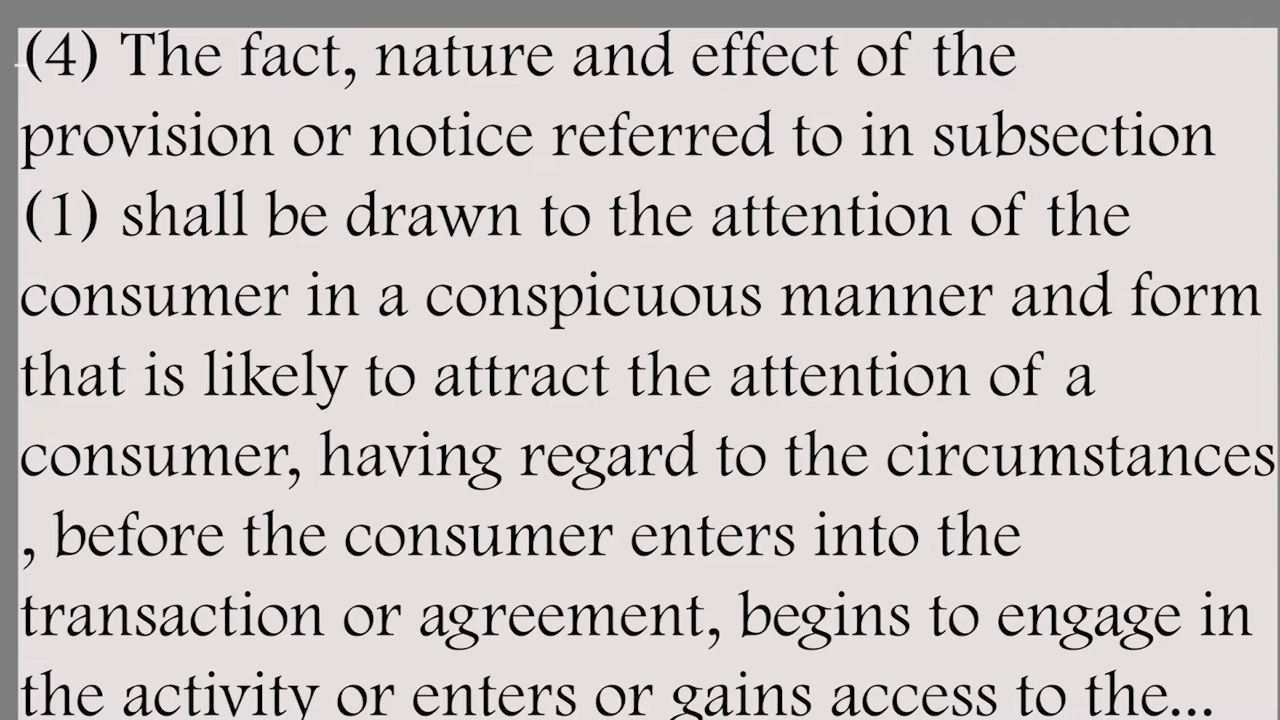 (4) The fact, nature and effect of the
provision or notice referred to in subsection
(1) shall be drawn to the attention of the
consumer in a conspicuous manner and form
that is likely to attract the attention of a
consumer, having regard to the circumstances
, before the consumer enters into the
transaction or agreement, begins to engage in
the activity or enters or gains access to the...